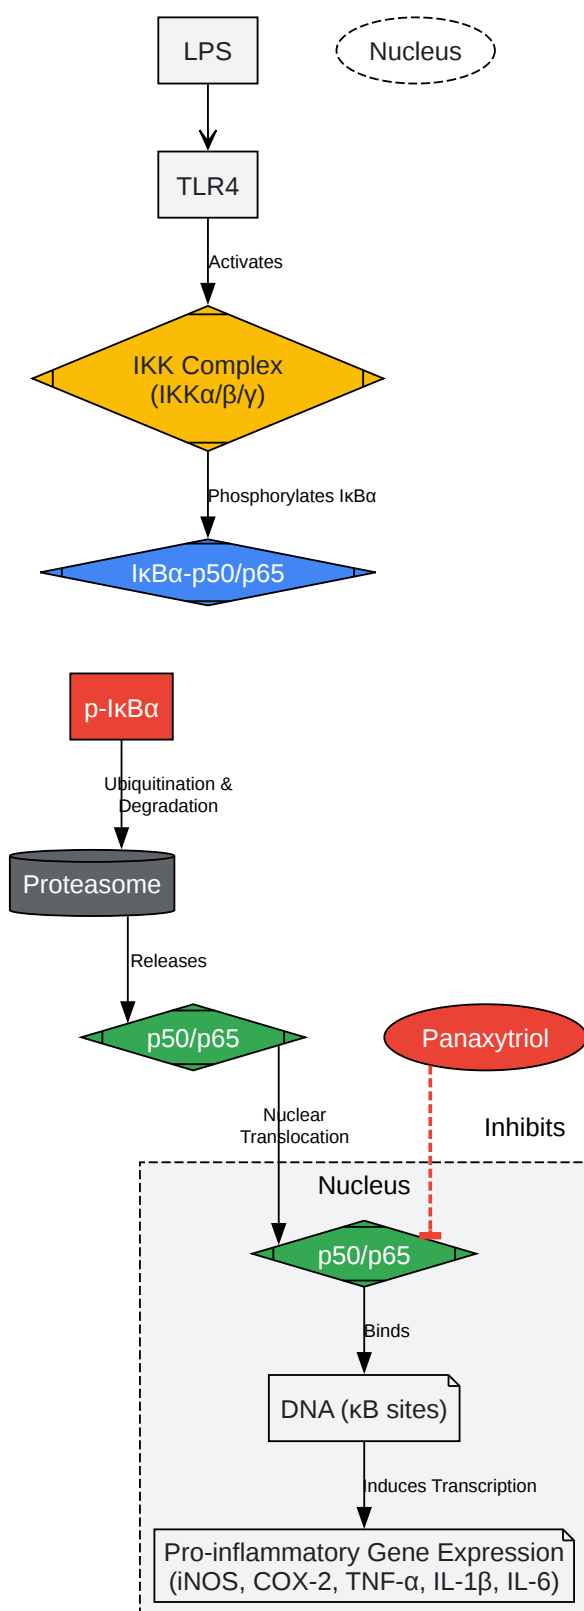 LPS
Nucleus
TLR4
Activates
IKK Complex
(IKKα/β/γ)
Phosphorylates IκBα
IκBα-p50/p65
p-IκBα
Ubiquitination &
Degradation
Proteasome
Releases
p50/p65
Panaxytriol
Nuclear
Translocation
Inhibits
Nucleus
p50/p65
Binds
DNA (κB sites)
Induces Transcription
Pro-inflammatory Gene Expression
(iNOS, COX-2, TNF-α, IL-1β, IL-6)